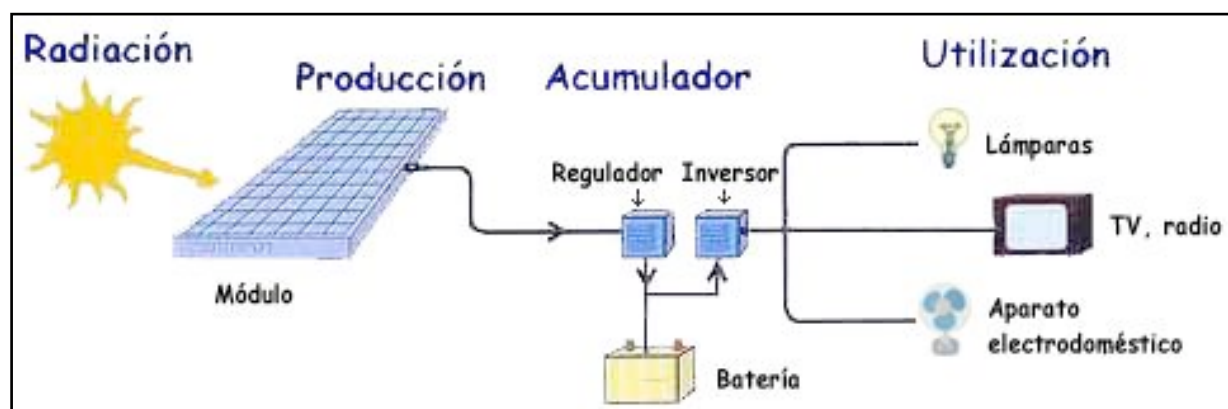 Radiación
Producción
Acumulador
Utilización
Módulo
Regulador
Inversor
Batería
Lámparas
TV, radio
Aparato
electrodoméstico